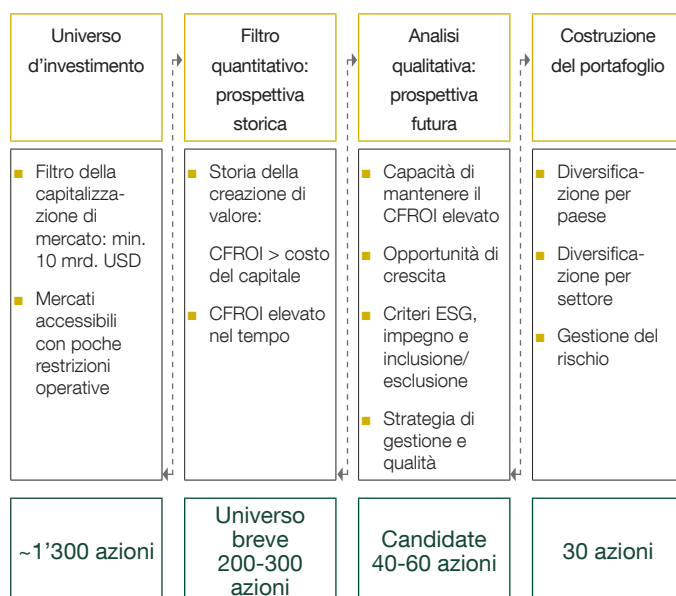 Universo
d'investimento
Filtro
quantitativo:
prospettiva
storica
Analisi
qualitativa:
prospettiva
futura
Costruzione
del portafoglio
Filtro della
capitalizza-
zione di
mercato: min.
10 mrd. USD
Mercati
accessibili
con poche
restrizioni
operative
Storia della
creazione di
valore:
CFROI > costo
del capitale
CFROI elevato
nel tempo
Capacità di
mantenere il
CFROI elevato
Opportunità di
crescita
Criteri ESG,
impegno e
inclusione/
esclusione
Strategia di
gestione e
qualità
Diversifica-
zione per
paese
Diversifica-
zione per
settore
Gestione del
rischio
~1'300 azioni
Universo
breve
200-300
azioni
Candidate
40-60 azioni
30 azioni